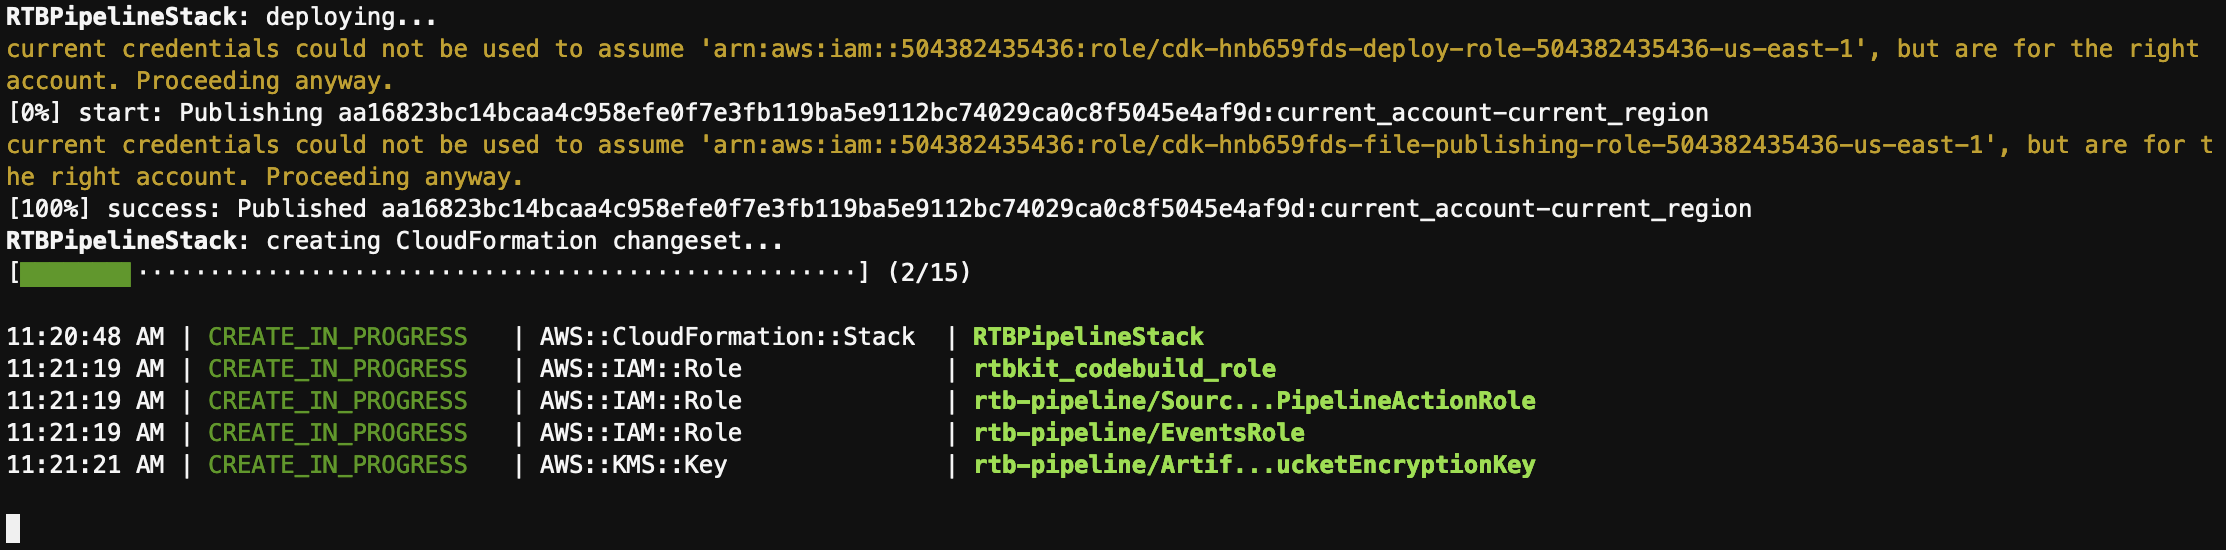 RTBPipelineStack: deploying...
current credentials could not be used to assume 'arn:aws:iam::504382435436:role/cdk-hnb659fds-deploy-role-504382435436-us-east-1', but are for the right
account. Proceeding anyway.
[0%] start: Publishing aa16823bc14bcaa4c958efe0f7e3fb119ba5e9112bc74029ca0c8f5045e4af9d:current_account-current_region
current credentials could not be used to assume 'arn:aws:iam::504382435436:role/cdk-hnb659fds-file-publishing-role-504382435436-us-east-1', but are for t
he right account. Proceeding anyway.
[100%] success: Published aa16823bc14bcaa4c958efe0f7e3fb119ba5e9112bc74029ca0c8f5045e4af9d:current_account-current_region
RTBPipelineStack: creating CloudFormation changeset...
[██████████··················································] (2/15)
11:20:48 AM | CREATE_IN_PROGRESS | AWS::CloudFormation::Stack | RTBPipelineStack
11:21:19 AM | CREATE_IN_PROGRESS | AWS::IAM::Role | rtbkit_codebuild_role
11:21:19 AM | CREATE_IN_PROGRESS | AWS::IAM::Role | rtb-pipeline/Sourc...PipelineActionRole
11:21:19 AM | CREATE_IN_PROGRESS | AWS::IAM::Role | rtb-pipeline/EventsRole
11:21:21 AM | CREATE_IN_PROGRESS | AWS::KMS::Key | rtb-pipeline/Artif...ucketEncryptionKey